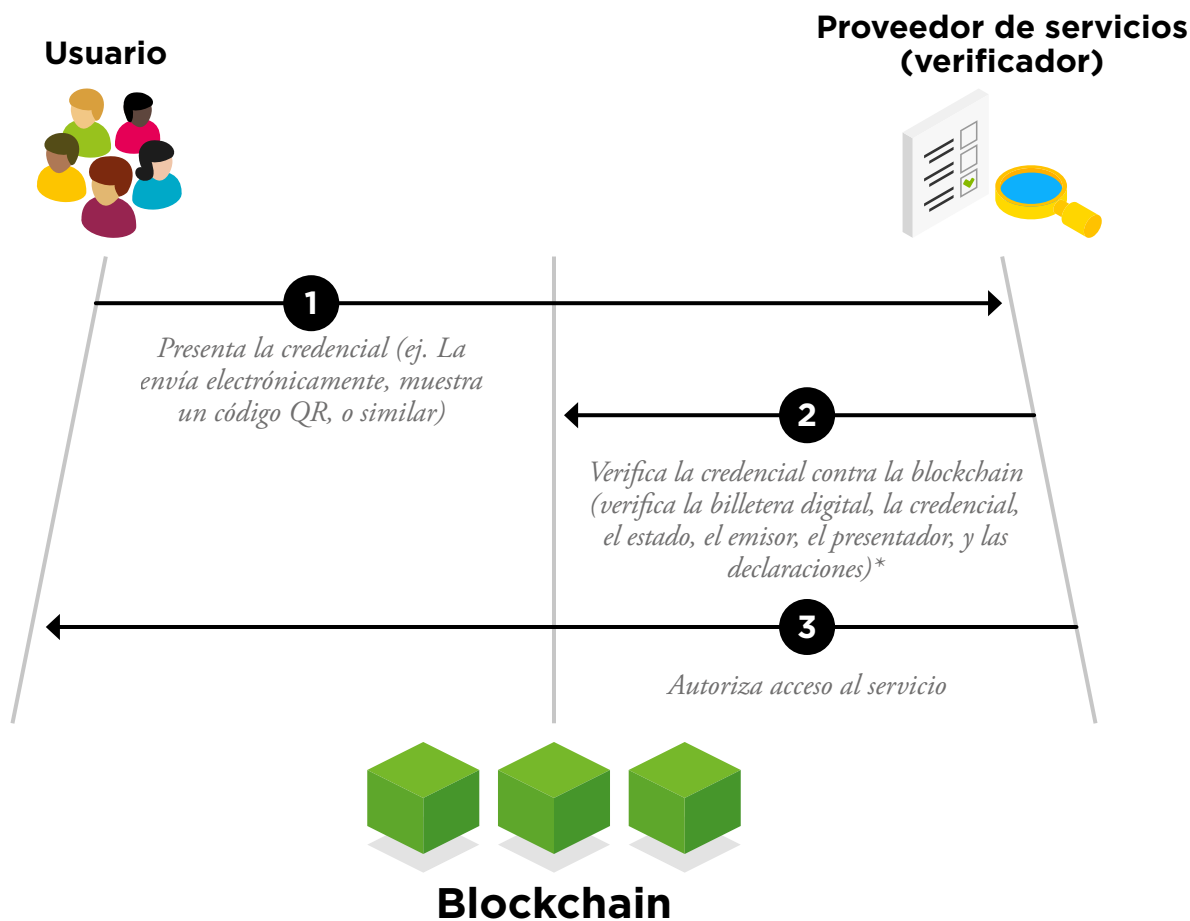 Usuario
Proveedor de servicios
(verificador)
1
Presenta la credencial (ej. La
envía electrónicamente, muestra
un código QR, o similar)
2
Verifica la credencial contra la blockchain
(verifica la billetera digital, la credencial,
el estado, el emisor, el presentador, y las
declaraciones)*
3
Autoriza acceso al servicio
Blockchain